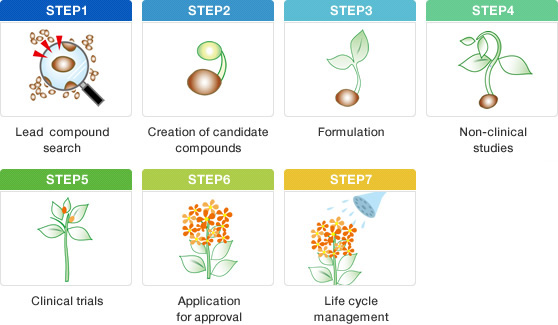 STEP1
STEP2
STEP3
STEP4
Lead compound
search
Creation of candidate
compounds
Formulation
Non-clinical
studies
STEP5
STEP6
STEP7
Clinical trials
Application
for approval
Life cycle
management